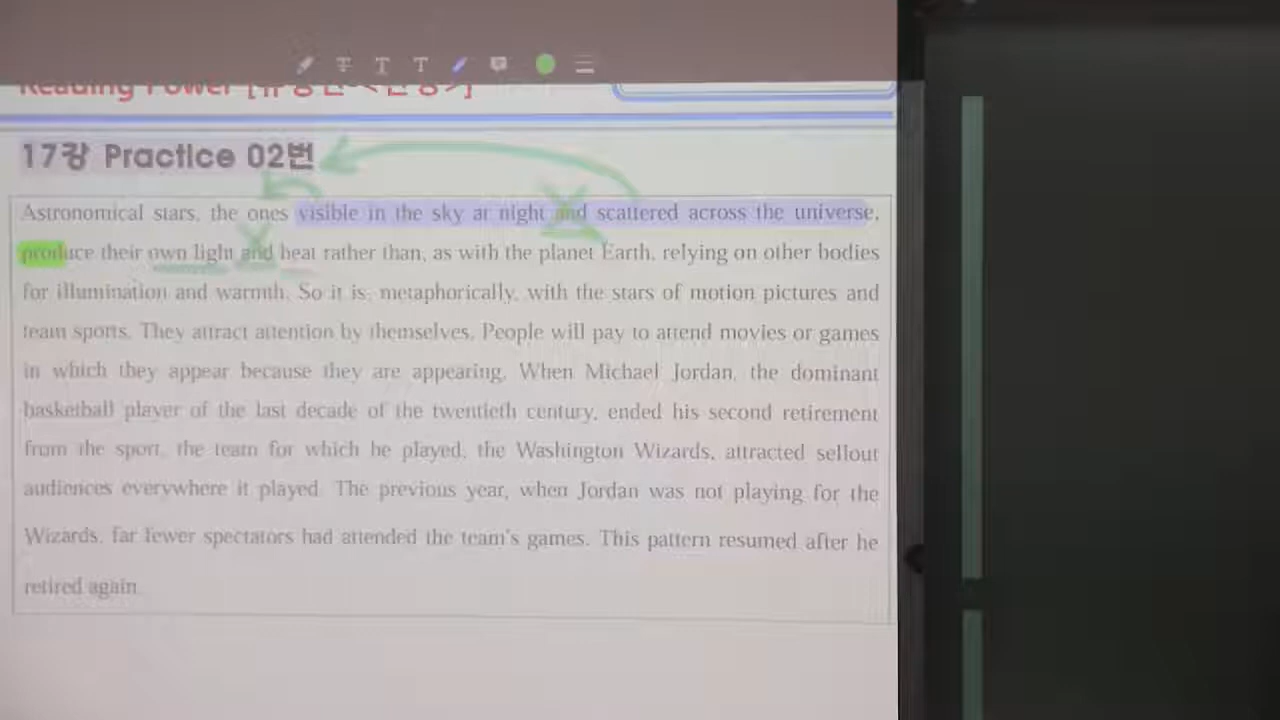 Reading Power
17강 Practice 02번
Astronomical stars, the ones visible in the sky at night and scattered across the universe,
produce their own light and heat rather than, as with the planet Earth, relying on other bodies
for illumination and warmth. So it is, metaphorically, with the stars of motion pictures and
team sports. They attract attention by themselves. People will pay to attend movies or games
in which they appear because they are appearing. When Michael Jordan, the dominant
basketball player of the last decade of the twentieth century, ended his second retirement
from the sport, the team for which he played, the Washington Wizards, attracted sellout
audiences everywhere it played. The previous year, when Jordan was not playing for the
Wizards, far fewer spectators had attended the team's games. This pattern resumed after he
retired again.